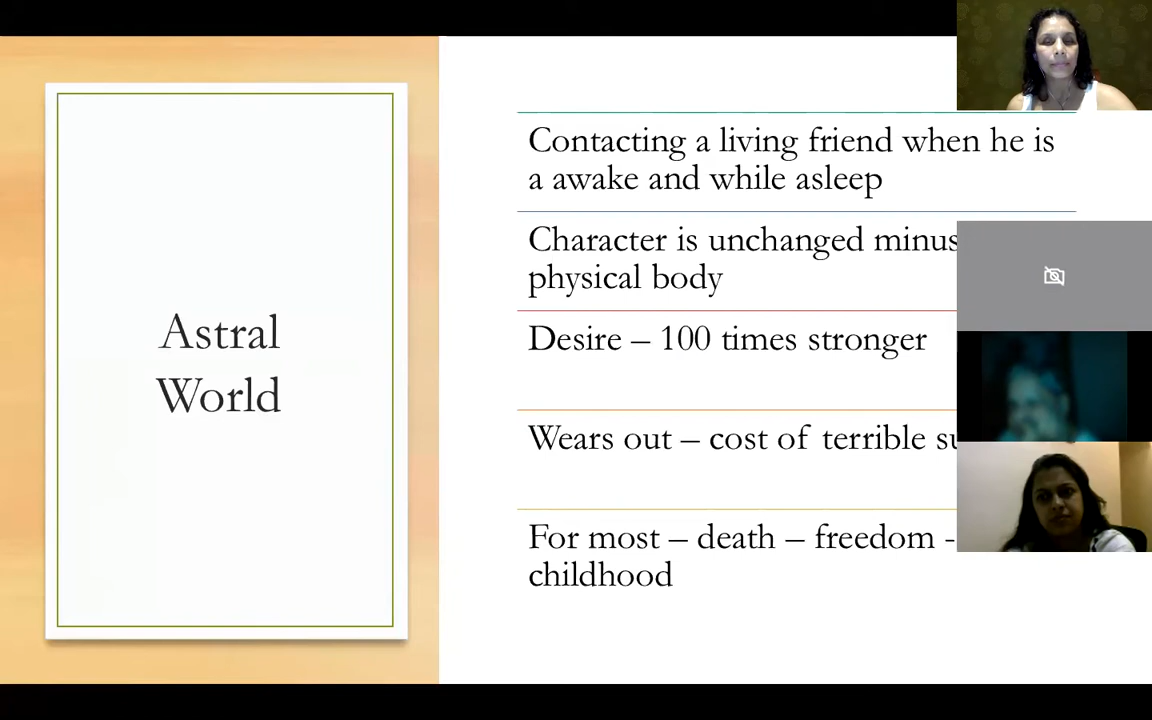 Astral
World
Contacting a living friend when he is
a awake and while asleep
Character is unchanged minus
physical body
Desire – 100 times stronger
Wears out – cost of terrible
For most – death – freedom -
childhood